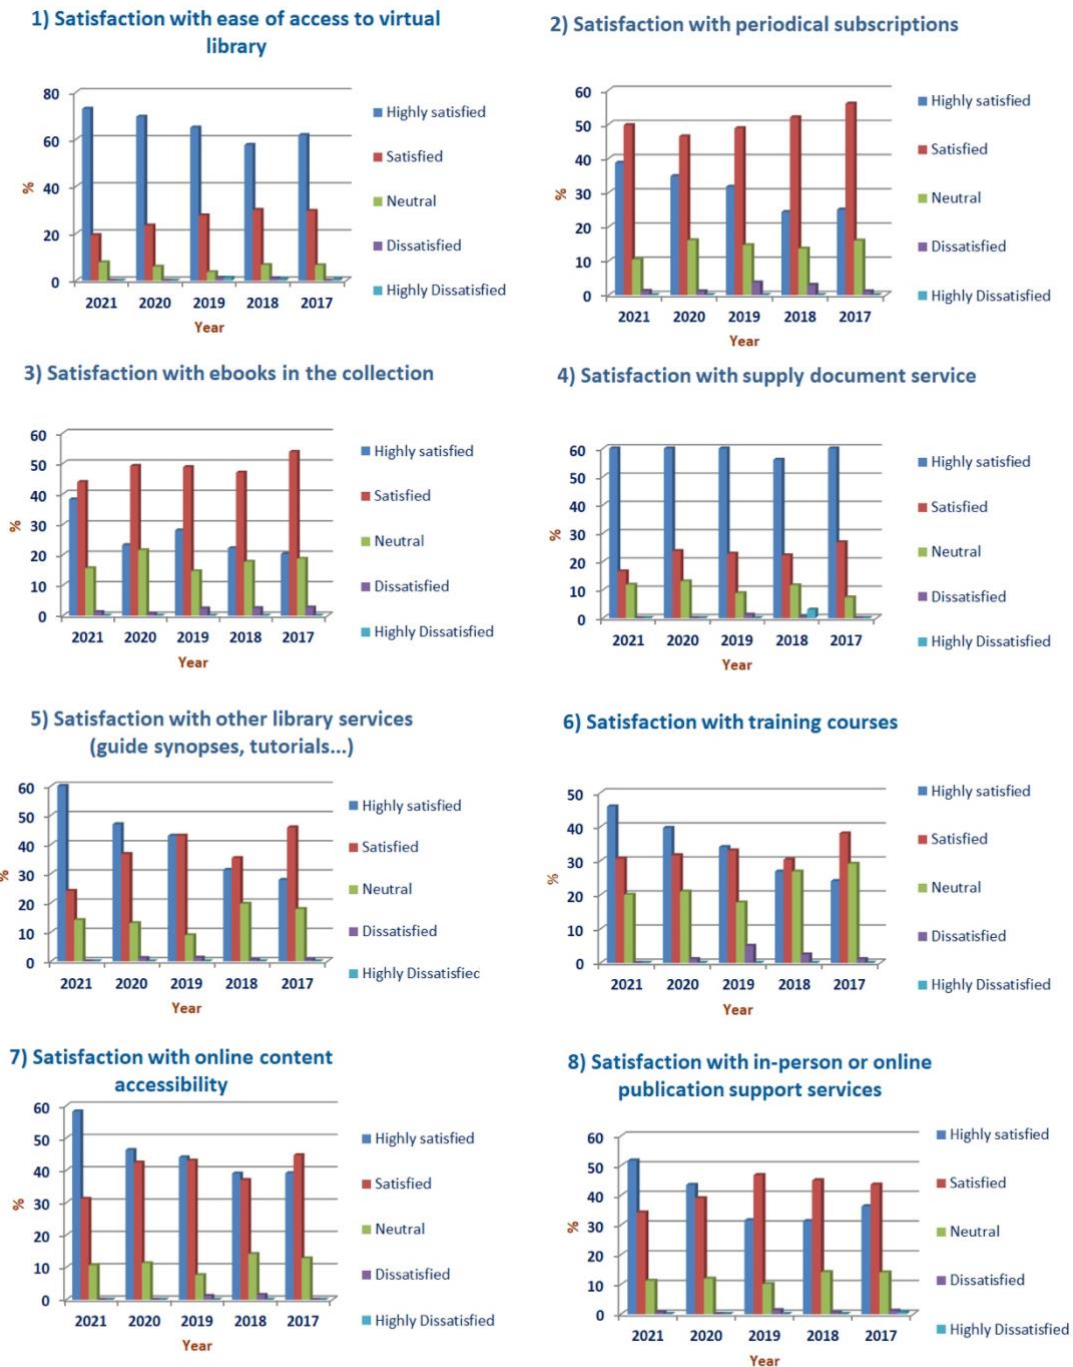 1) Satisfaction with ease of access to virtual
library
80
60
40
20
0
%
2021 2020 2019 2018 2017
Year
Highly satisfied
Satisfied
Neutral
Dissatisfied
Highly Dissatisfied
2) Satisfaction with periodical subscriptions
60
50
40
30
20
10
0
%
2021 2020 2019 2018 2017
Year
Highly satisfied
Satisfied
Neutral
Dissatisfied
Highly Dissatisfied
3) Satisfaction with ebooks in the collection
60
50
40
30
20
10
0
%
2021 2020 2019 2018 2017
Year
Highly satisfied
Satisfied
Neutral
Dissatisfied
Highly Dissatisfied
4) Satisfaction with supply document service
60
50
40
30
20
10
0
%
2021 2020 2019 2018 2017
Year
Highly satisfied
Satisfied
Neutral
Dissatisfied
Highly Dissatisfied
5) Satisfaction with other library services
(guide synopses, tutorials...)
60
50
40
30
20
10
0
%
2021 2020 2019 2018 2017
Year
Highly satisfied
Satisfied
Neutral
Dissatisfied
Highly Dissatisfiec
6) Satisfaction with training courses
50
40
30
20
10
0
%
2021 2020 2019 2018 2017
Year
Highly satisfied
Satisfied
Neutral
Dissatisfied
Highly Dissatisfied
7) Satisfaction with online content
accessibility
60
50
40
30
20
10
0
%
2021 2020 2019 2018 2017
Year
Highly satisfied
Satisfied
Neutral
Dissatisfied
Highly Dissatisfied
8) Satisfaction with in-person or online
publication support services
60
50
40
30
20
10
0
%
2021 2020 2019 2018 2017
Year
Highly satisfied
Satisfied
Neutral
Dissatisfied
Highly Dissatisfied